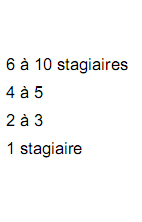 6 à 10 stagiaires
4 à 5
2 à 3
1 stagiaire